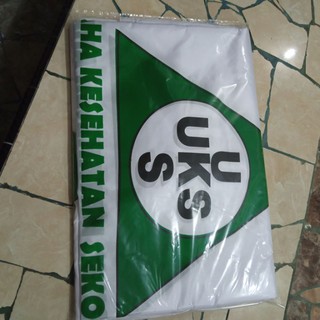 HA KESEHATAN SEKO
U
UKS
S